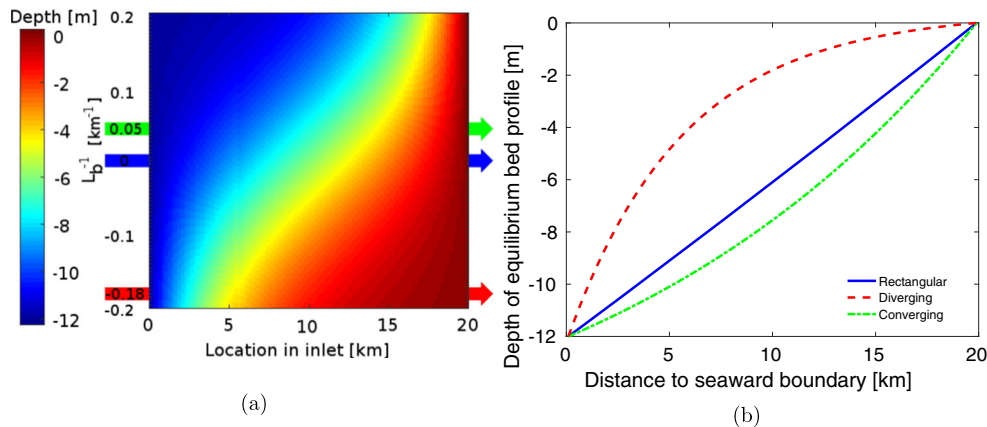 Depth [m]
0
-2
-4
-6
-8
-10
-12
L_b^-1 [km^-1]
0.2
0.1
0.05
0
-0.1
-0.18
-0.2
0 5 10 15 20
Location in inlet [km]
(a)
Depth of equilibrium bed profile [m]
0
-2
-4
-6
-8
-10
-12
Rectangular
Diverging
Converging
0 5 10 15 20
Distance to seaward boundary [km]
(b)